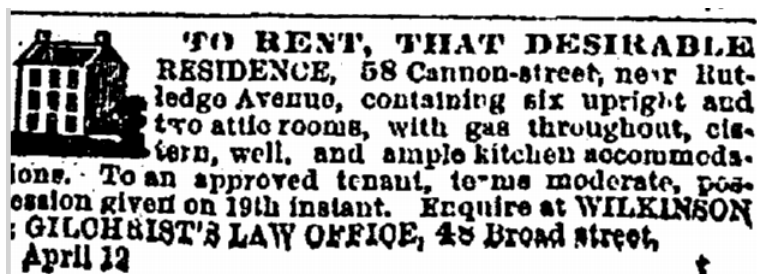 TO RENT, THAT DESIRABLE
RESIDENCE, 58 Cannon-street, near Rut-
ledge Avenue, containing six upright and
two attic rooms, with gas throughout, cis-
tern, well, and ample kitchen accommoda-
ions. To an approved tenant, terms moderate, pos-
ession given on 19th instant. Enquire at WILKINSON
& GILCHRIST'S LAW OFFICE, 48 Broad street,
April 12 t